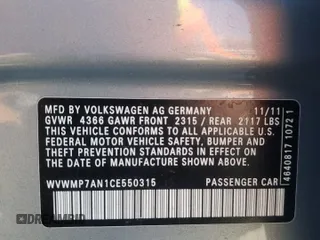 MFD BY VOLKSWAGEN AG GERMANY 11/11
GVWR 4366 GAWR FRONT 2315 / REAR 2117 LBS
THIS VEHICLE CONFORMS TO ALL APPLICABLE U.S.
FEDERAL MOTOR VEHICLE SAFETY, BUMPER AND
THEFT PREVENTION STANDARDS IN EFFECT ON
THE DATE OF MANUFACTURE SHOWN ABOVE
WVWMP7AN1CE550315 PASSENGER CAR
4640817 1072 1